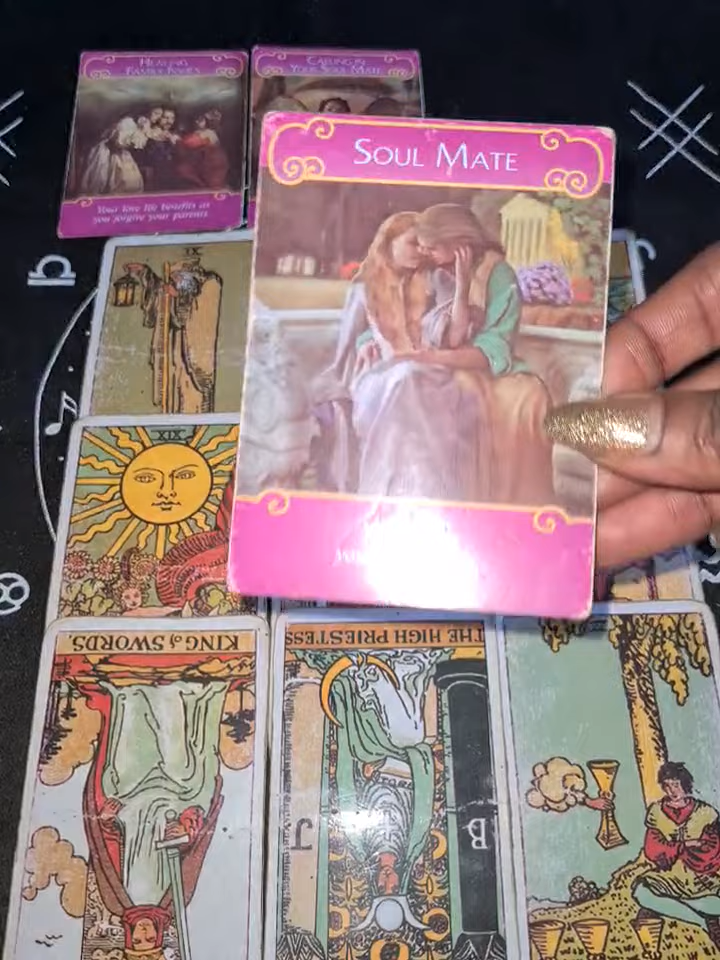 HEALING
FAMILY ISSUES
CALLING IN
YOUR SOUL MATE
Your love life benefits as
you forgive your parents
SOUL MATE
IX
XIX
KING of SWORDS.
THE HIGH PRIESTESS
J
B